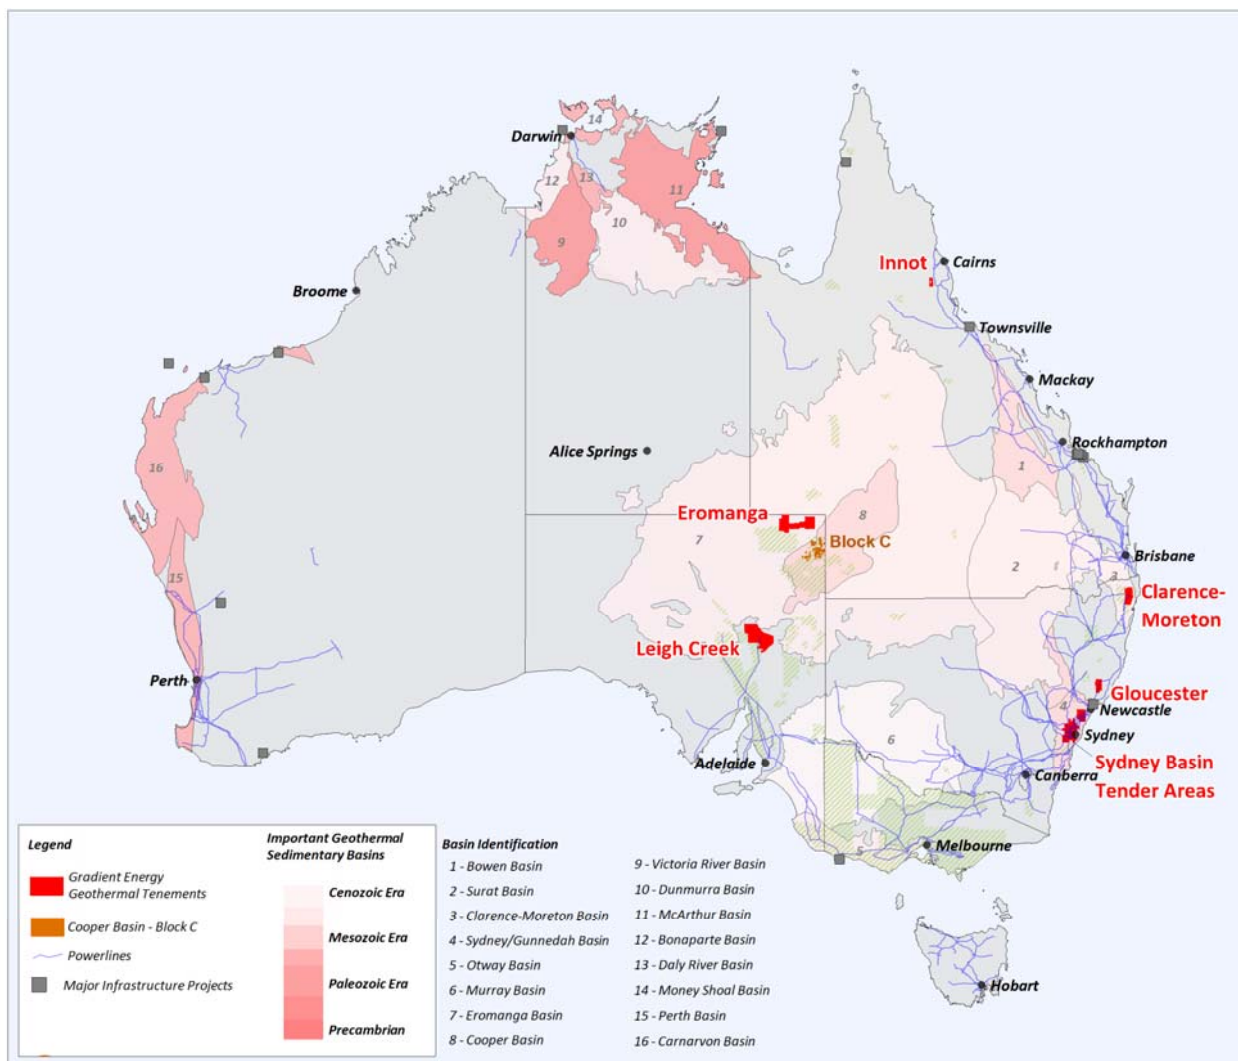 14
Darwin
12
13
11
10
9
Innot
Cairns
Broome
Townsville
Mackay
Alice Springs
Rockhampton
16
1
Eromanga
8
Block C
7
2
Brisbane
3
15
Clarence-
Moreton
Leigh Creek
Perth
Gloucester
4
Newcastle
6
Sydney
Adelaide
Canberra
Sydney Basin
Tender Areas
Melbourne
5
Hobart
Legend
Gradient Energy
Geothermal Tenements
Cooper Basin - Block C
Powerlines
Major Infrastructure Projects
Important Geothermal
Sedimentary Basins
Cenozoic Era
Mesozoic Era
Paleozoic Era
Precambrian
Basin Identification
1 - Bowen Basin
2 - Surat Basin
3 - Clarence-Moreton Basin
4 - Sydney/Gunnedah Basin
5 - Otway Basin
6 - Murray Basin
7 - Eromanga Basin
8 - Cooper Basin
9 - Victoria River Basin
10 - Dunmurra Basin
11 - McArthur Basin
12 - Bonaparte Basin
13 - Daly River Basin
14 - Money Shoal Basin
15 - Perth Basin
16 - Carnarvon Basin